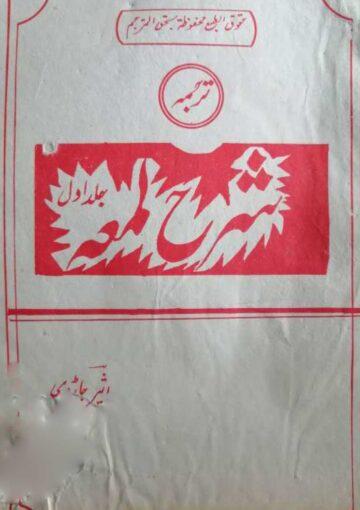 حقوق الطبع محفوظة بحق المترجم
ترجمہ
شرح لمعہ
جلد اول
اثیر جاڑوی